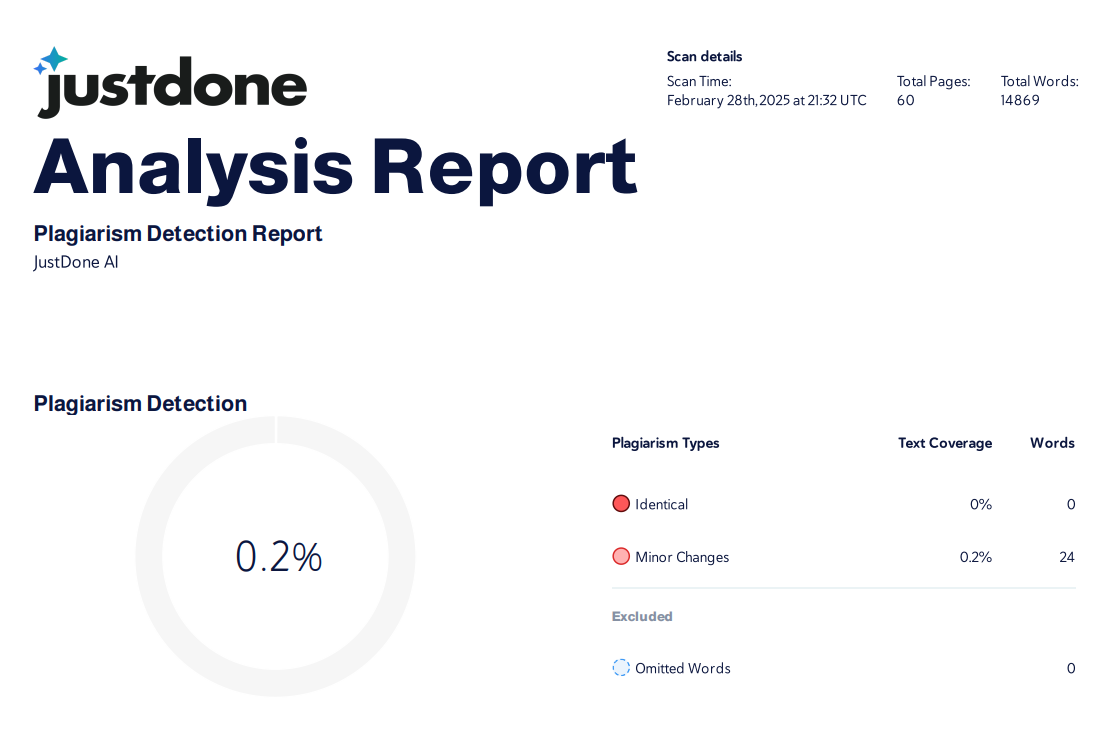 justdone
Analysis Report
Plagiarism Detection Report
JustDone AI
Scan details
Scan Time:
February 28th,2025 at 21:32 UTC
Total Pages:
60
Total Words:
14869
Plagiarism Detection
0.2%
Plagiarism Types Text Coverage Words
Identical 0% 0
Minor Changes 0.2% 24
Excluded
Omitted Words 0